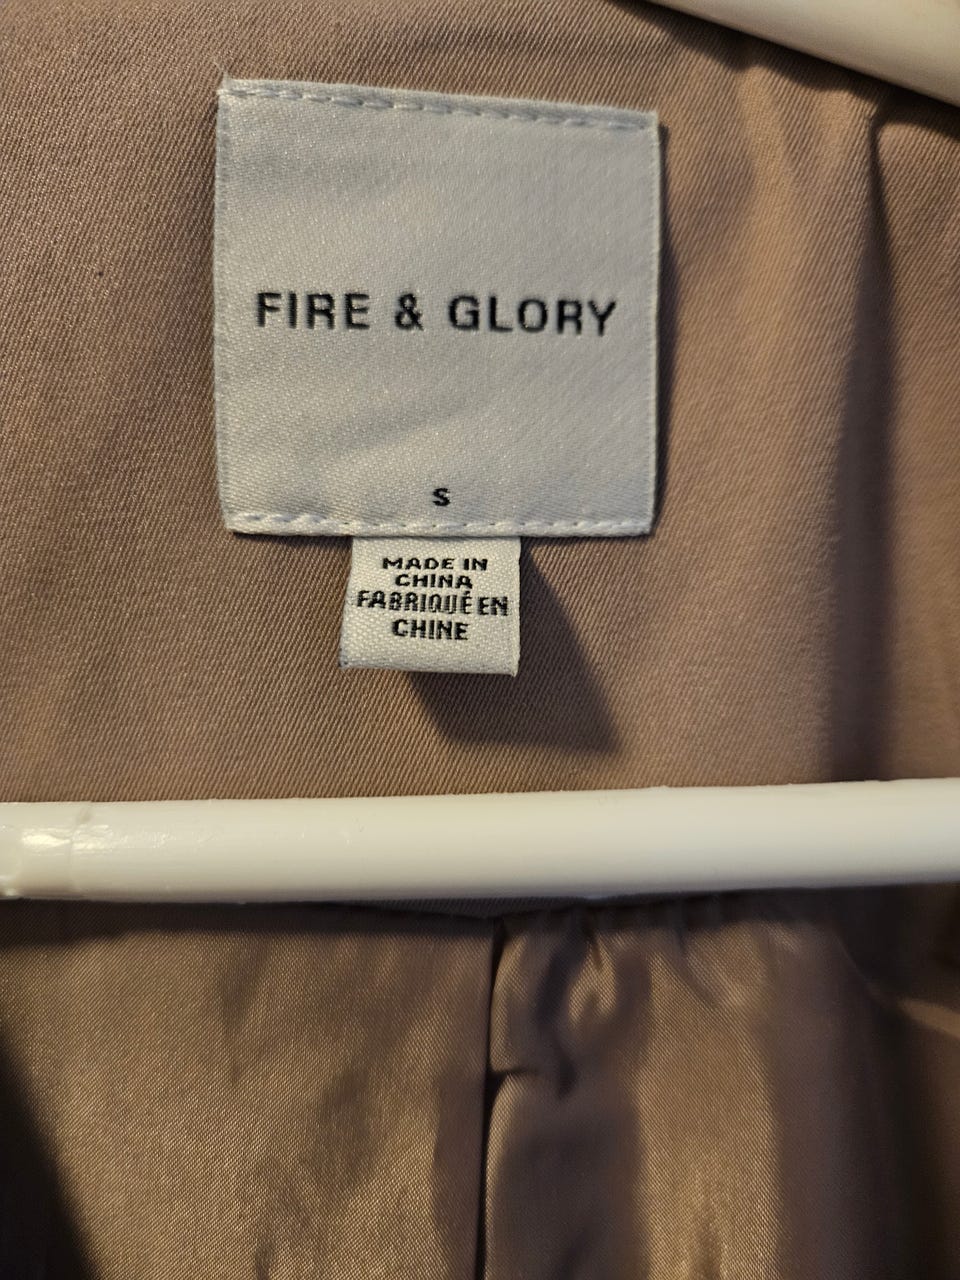 FIRE & GLORY
S
MADE IN
CHINA
FABRIQUÉ EN
CHINE